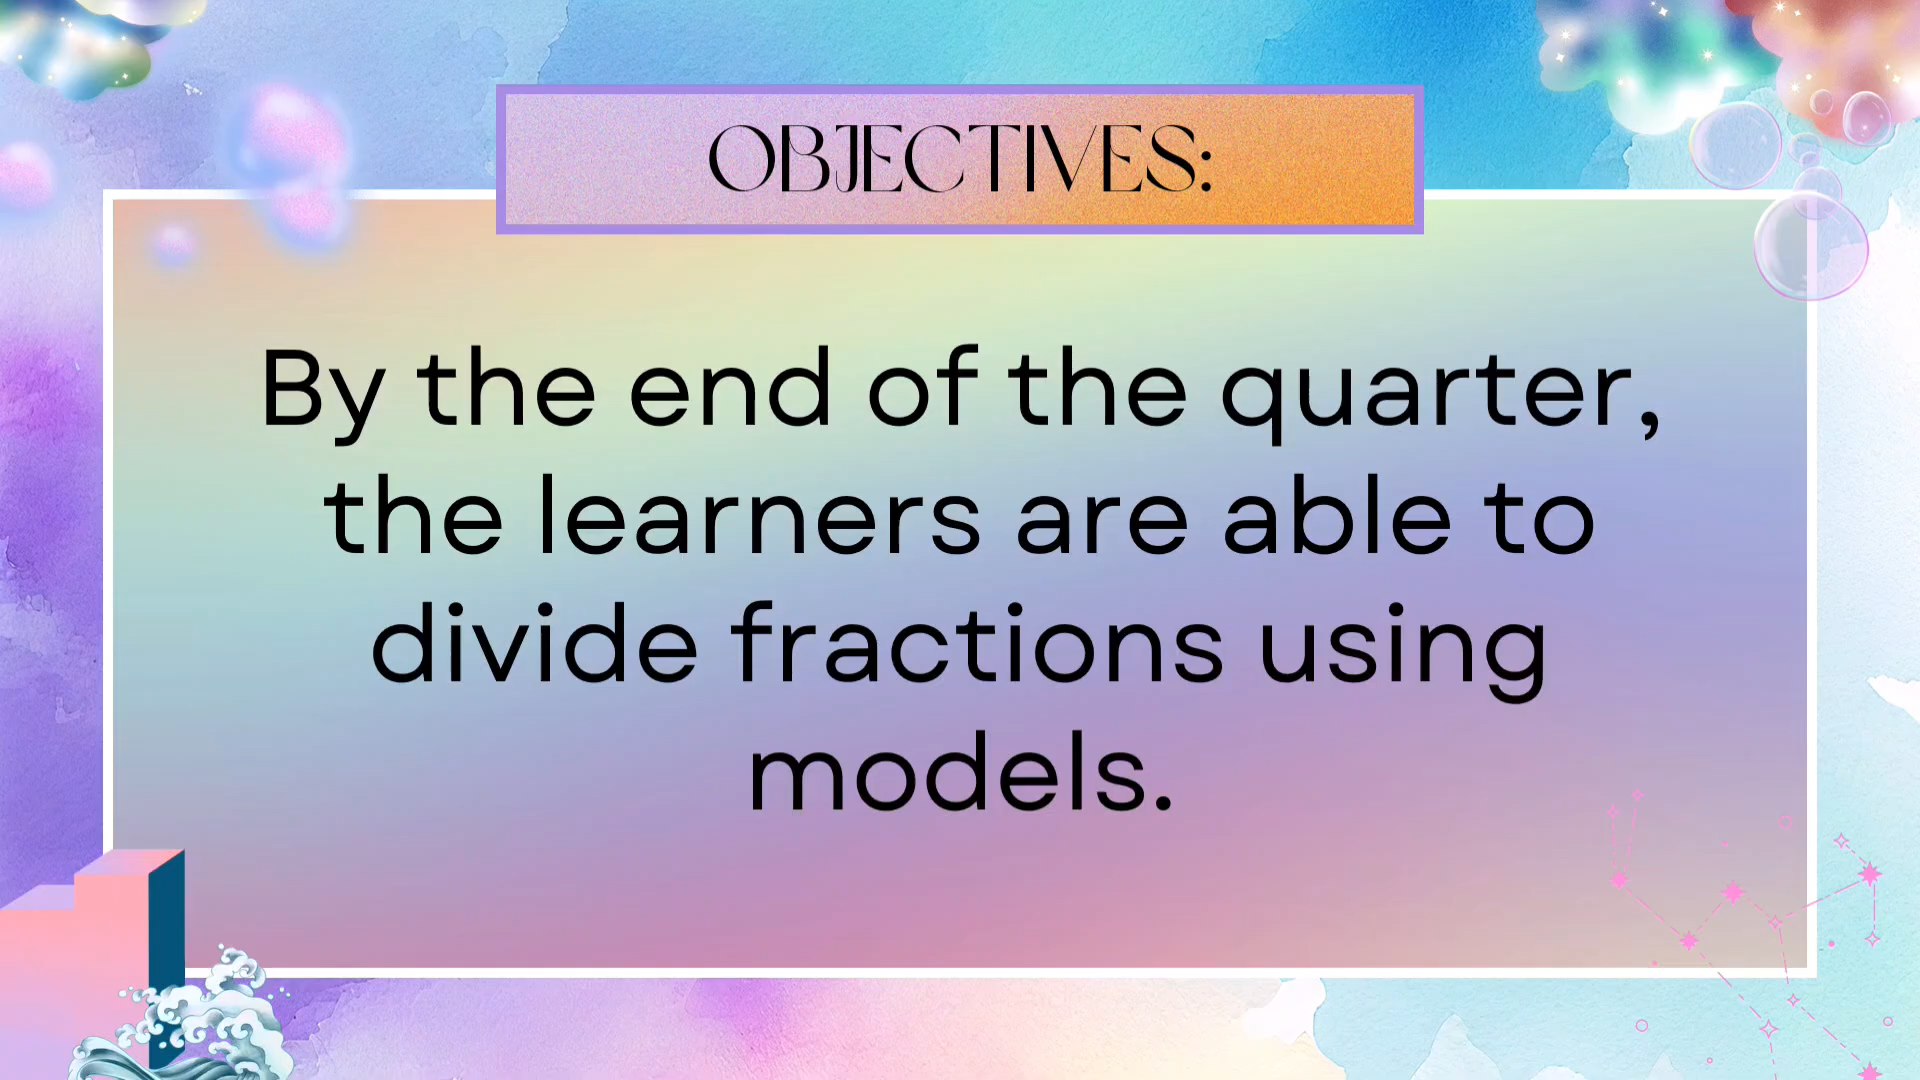 OBJECTIVES:
By the end of the quarter,
the learners are able to
divide fractions using
models.